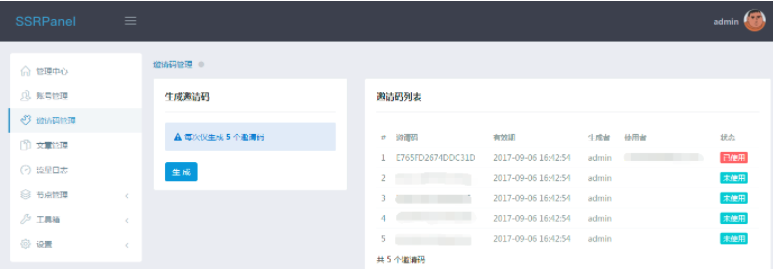 SSRPanel
admin
管理中心
账号管理
邀请码管理
文章管理
流量日志
节点管理
工具箱
设置
邀请码管理
生成邀请码
每次仅生成 5 个邀请码
生成
邀请码列表
# 邀请码 有效期 生成者 使用者 状态
1 E765FD2674DDC31D 2017-09-06 16:42:54 admin 已使用
2 2017-09-06 16:42:54 admin 未使用
3 2017-09-06 16:42:54 admin 未使用
4 2017-09-06 16:42:54 admin 未使用
5 2017-09-06 16:42:54 admin 未使用
共 5 个邀请码